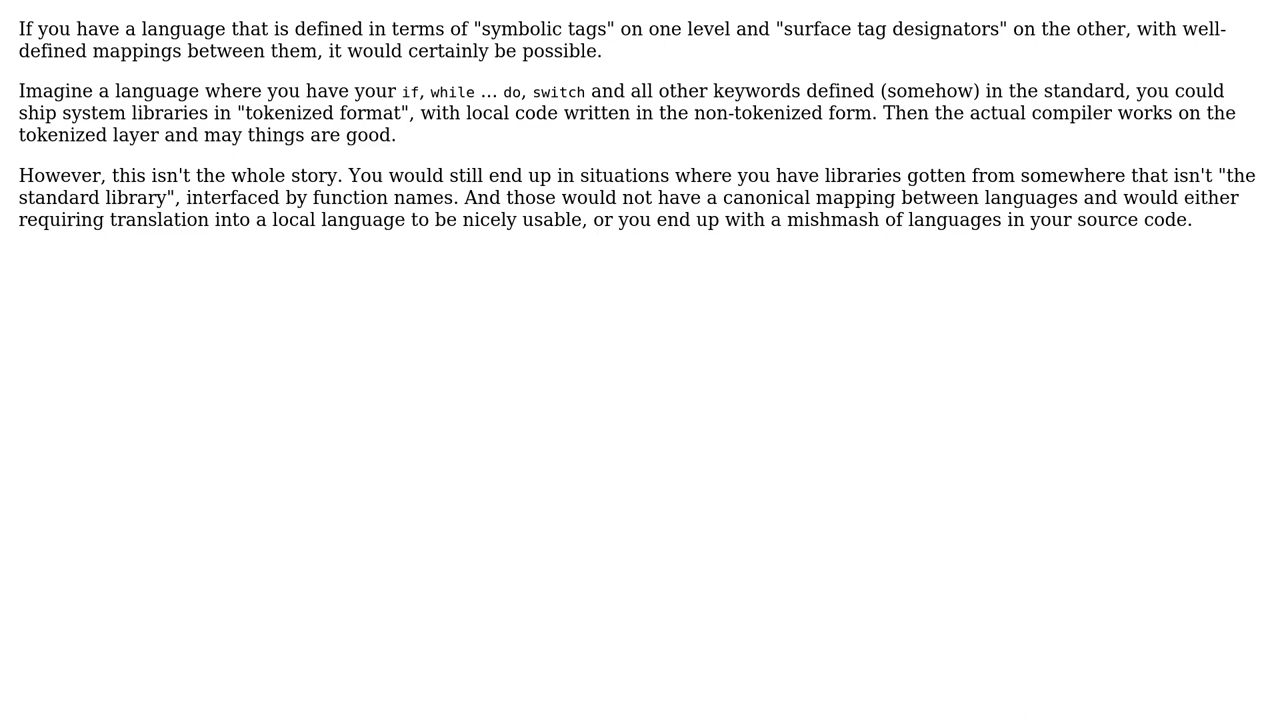 If you have a language that is defined in terms of "symbolic tags" on one level and "surface tag designators" on the other, with well-
defined mappings between them, it would certainly be possible.
Imagine a language where you have your if, while ... do, switch and all other keywords defined (somehow) in the standard, you could
ship system libraries in "tokenized format", with local code written in the non-tokenized form. Then the actual compiler works on the
tokenized layer and may things are good.
However, this isn't the whole story. You would still end up in situations where you have libraries gotten from somewhere that isn't "the
standard library", interfaced by function names. And those would not have a canonical mapping between languages and would either
requiring translation into a local language to be nicely usable, or you end up with a mishmash of languages in your source code.